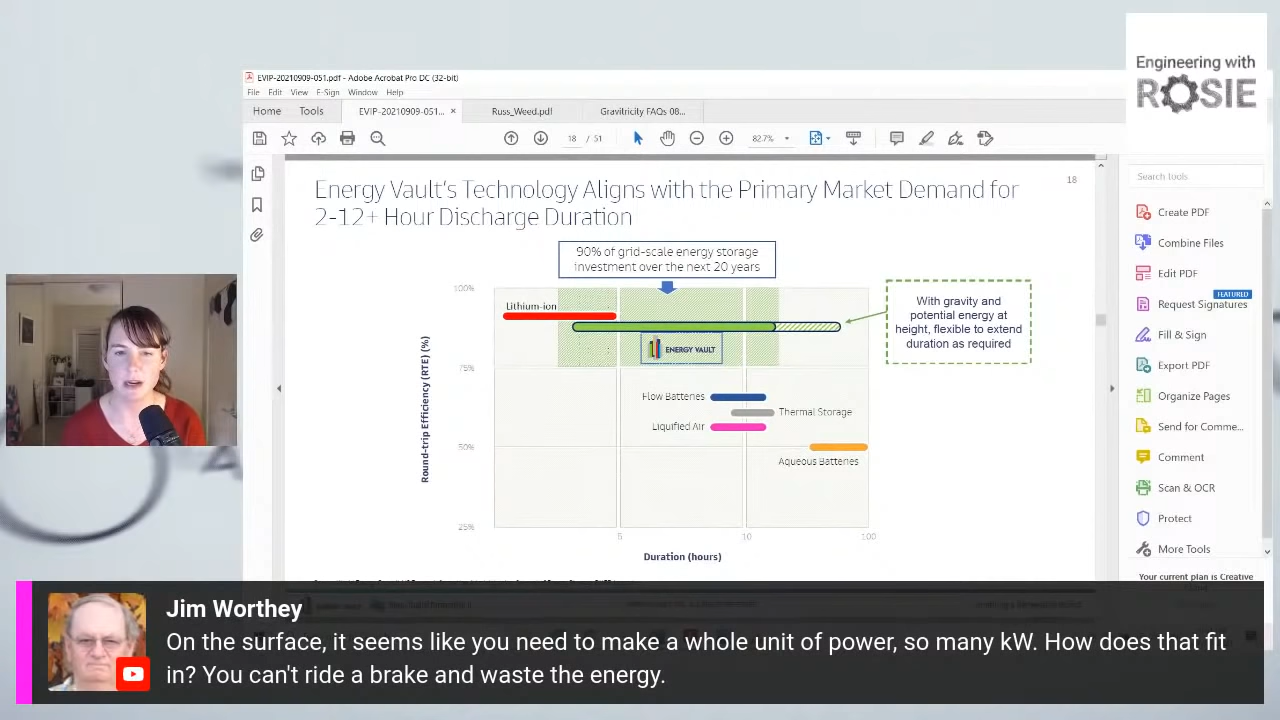 Engineering with
ROSIE
EVIP-20210909-051.pdf - Adobe Acrobat Pro DC (32-bit)
File Edit View E-Sign Window Help
Home Tools EVIP-20210909-051... × Russ_Weed.pdf Gravitricity FAQs 08...
18 / 51 82.7%
Energy Vault's Technology Aligns with the Primary Market Demand for
2-12+ Hour Discharge Duration
18
90% of grid-scale energy storage
investment over the next 20 years
100%
Lithium-ion
ENERGY VAULT
With gravity and
potential energy at
height, flexible to extend
duration as required
75%
Flow Batteries
Thermal Storage
Liquified Air
50%
Aqueous Batteries
25%
Round-trip Efficiency (RTE) (%)
5 10 100
Duration (hours)
Search tools
Create PDF
Combine Files
Edit PDF
FEATURED
Request Signatures
Fill & Sign
Export PDF
Organize Pages
Send for Comme...
Comment
Scan & OCR
Protect
More Tools
Your current plan is Creative
Jim Worthey
On the surface, it seems like you need to make a whole unit of power, so many kW. How does that fit
in? You can't ride a brake and waste the energy.